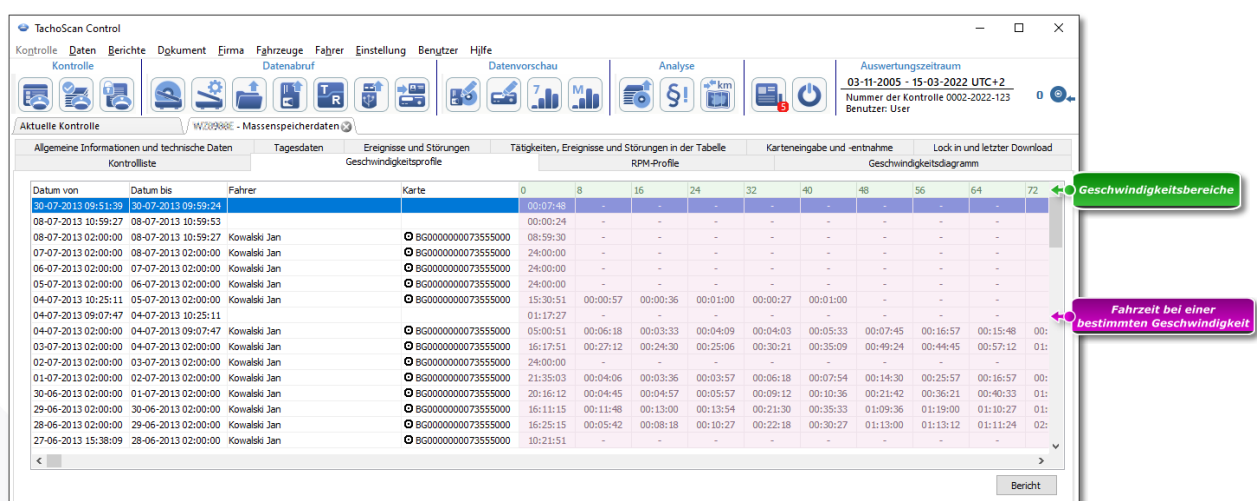 TachoScan Control
Kontrolle Daten Berichte Dokument Firma Fahrzeuge Fahrer Einstellung Benutzer Hilfe
Kontrolle Datenabruf Datenvorschau Analyse Auswertungszeitraum
03-11-2005 - 15-03-2022 UTC+2
Nummer der Kontrolle 0002-2022-123
Benutzer: User
0
T R
7
M
§!
km
5
Aktuelle Kontrolle - Massenspeicherdaten
Allgemeine Informationen und technische Daten Tagesdaten Ereignisse und Störungen Tätigkeiten, Ereignisse und Störungen in der Tabelle Karteneingabe und -entnahme Lock in und letzter Download
Kontrollliste Geschwindigkeitsprofile RPM-Profile Geschwindigkeitsdiagramm
Datum von Datum bis Fahrer Karte 0 8 16 24 32 40 48 56 64 72
Geschwindigkeitsbereiche
30-07-2013 09:51:39 30-07-2013 09:59:24 00:07:48 - - - - - - - -
08-07-2013 10:59:27 08-07-2013 10:59:53 00:00:24 - - - - - - - -
08-07-2013 02:00:00 08-07-2013 10:59:27 Kowalski Jan BG0000000073555000 08:59:30 - - - - - - - -
07-07-2013 02:00:00 08-07-2013 02:00:00 Kowalski Jan BG0000000073555000 24:00:00 - - - - - - - -
06-07-2013 02:00:00 07-07-2013 02:00:00 Kowalski Jan BG0000000073555000 24:00:00 - - - - - - - -
05-07-2013 02:00:00 06-07-2013 02:00:00 Kowalski Jan BG0000000073555000 24:00:00 - - - - - - - -
04-07-2013 10:25:11 05-07-2013 02:00:00 Kowalski Jan BG0000000073555000 15:30:51 00:00:57 00:00:36 00:01:00 00:00:27 00:01:00 - - -
04-07-2013 09:07:47 04-07-2013 10:25:11 01:17:27 - - - - - - - -
Fahrzeit bei einer
bestimmten Geschwindigkeit
04-07-2013 02:00:00 04-07-2013 09:07:47 Kowalski Jan BG0000000073555000 05:00:51 00:06:18 00:03:33 00:04:09 00:04:03 00:05:33 00:07:45 00:16:57 00:15:48 00:
03-07-2013 02:00:00 04-07-2013 02:00:00 Kowalski Jan BG0000000073555000 16:17:51 00:27:12 00:24:30 00:25:06 00:30:21 00:35:09 00:49:24 00:44:45 00:57:12 01:
02-07-2013 02:00:00 03-07-2013 02:00:00 Kowalski Jan BG0000000073555000 24:00:00 - - - - - - - -
01-07-2013 02:00:00 02-07-2013 02:00:00 Kowalski Jan BG0000000073555000 21:35:03 00:04:06 00:03:36 00:03:57 00:06:18 00:07:54 00:14:30 00:25:57 00:16:57 00:
30-06-2013 02:00:00 01-07-2013 02:00:00 Kowalski Jan BG0000000073555000 20:16:12 00:04:45 00:04:57 00:05:57 00:09:12 00:10:36 00:21:42 00:36:21 00:40:33 01:
29-06-2013 02:00:00 30-06-2013 02:00:00 Kowalski Jan BG0000000073555000 16:11:15 00:11:48 00:13:00 00:13:54 00:21:30 00:35:33 01:09:36 01:19:00 01:10:27 01:
28-06-2013 02:00:00 29-06-2013 02:00:00 Kowalski Jan BG0000000073555000 16:25:15 00:05:42 00:08:18 00:10:27 00:22:18 00:30:27 01:13:00 01:13:12 01:11:24 02:
27-06-2013 15:38:09 28-06-2013 02:00:00 Kowalski Jan BG0000000073555000 10:21:51 - - - - - - - -
Bericht